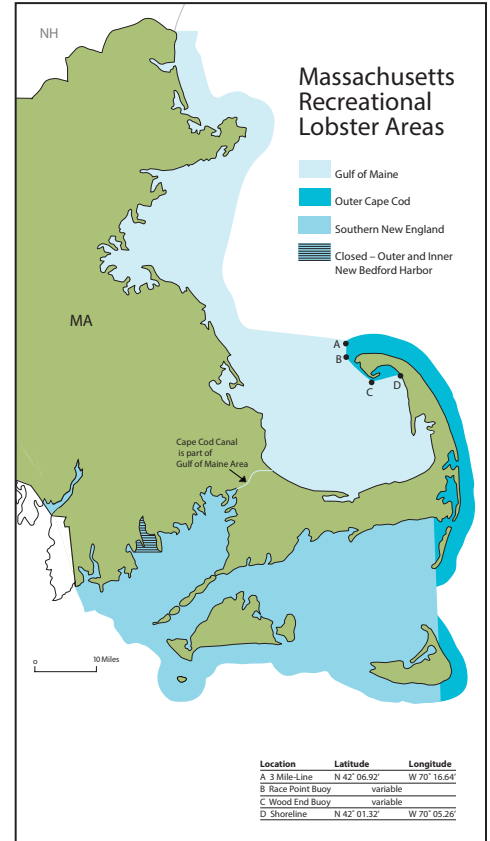 NH
Massachusetts
Recreational
Lobster Areas
Gulf of Maine
Outer Cape Cod
Southern New England
Closed – Outer and Inner
New Bedford Harbor
MA
A
B
C
D
Cape Cod Canal
is part of
Gulf of Maine Area
0 10 Miles
Location Latitude Longitude
A 3 Mile-Line N 42˚ 06.92' W 70˚ 16.64'
B Race Point Buoy variable
C Wood End Buoy variable
D Shoreline N 42˚ 01.32' W 70˚ 05.26'